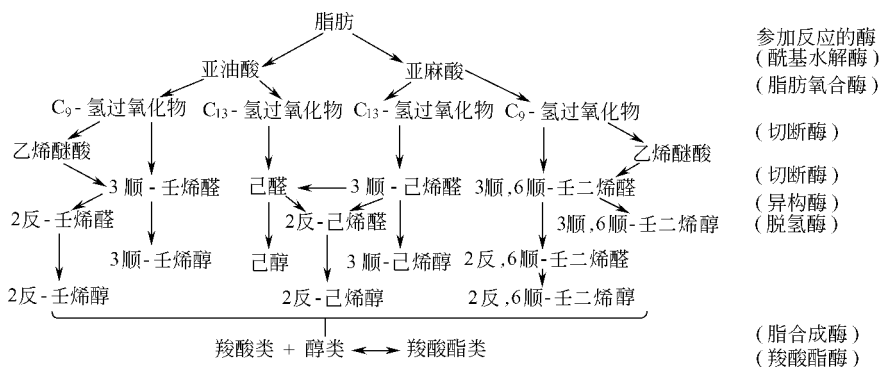 脂肪
参加反应的酶
亚油酸 亚麻酸 (酰基水解酶)
(脂肪氧合酶)
C₉-氢过氧化物 C₁₃-氢过氧化物 C₁₃-氢过氧化物 C₉-氢过氧化物
(切断酶)
乙烯醚酸 乙烯醚酸
3顺-壬烯醛 己醛 3顺-己烯醛 3顺,6顺-壬二烯醛 (切断酶)
(异构酶)
2反-壬烯醛 2反-己烯醛 3顺,6顺-壬二烯醇 (脱氢酶)
3顺-壬烯醇 己醇 3顺-己烯醇 2反,6顺-壬二烯醛
2反-壬烯醇 2反-己烯醇 2反,6顺-壬二烯醇
(脂合成酶)
羧酸类 + 醇类 羧酸酯类
(羧酸酯酶)